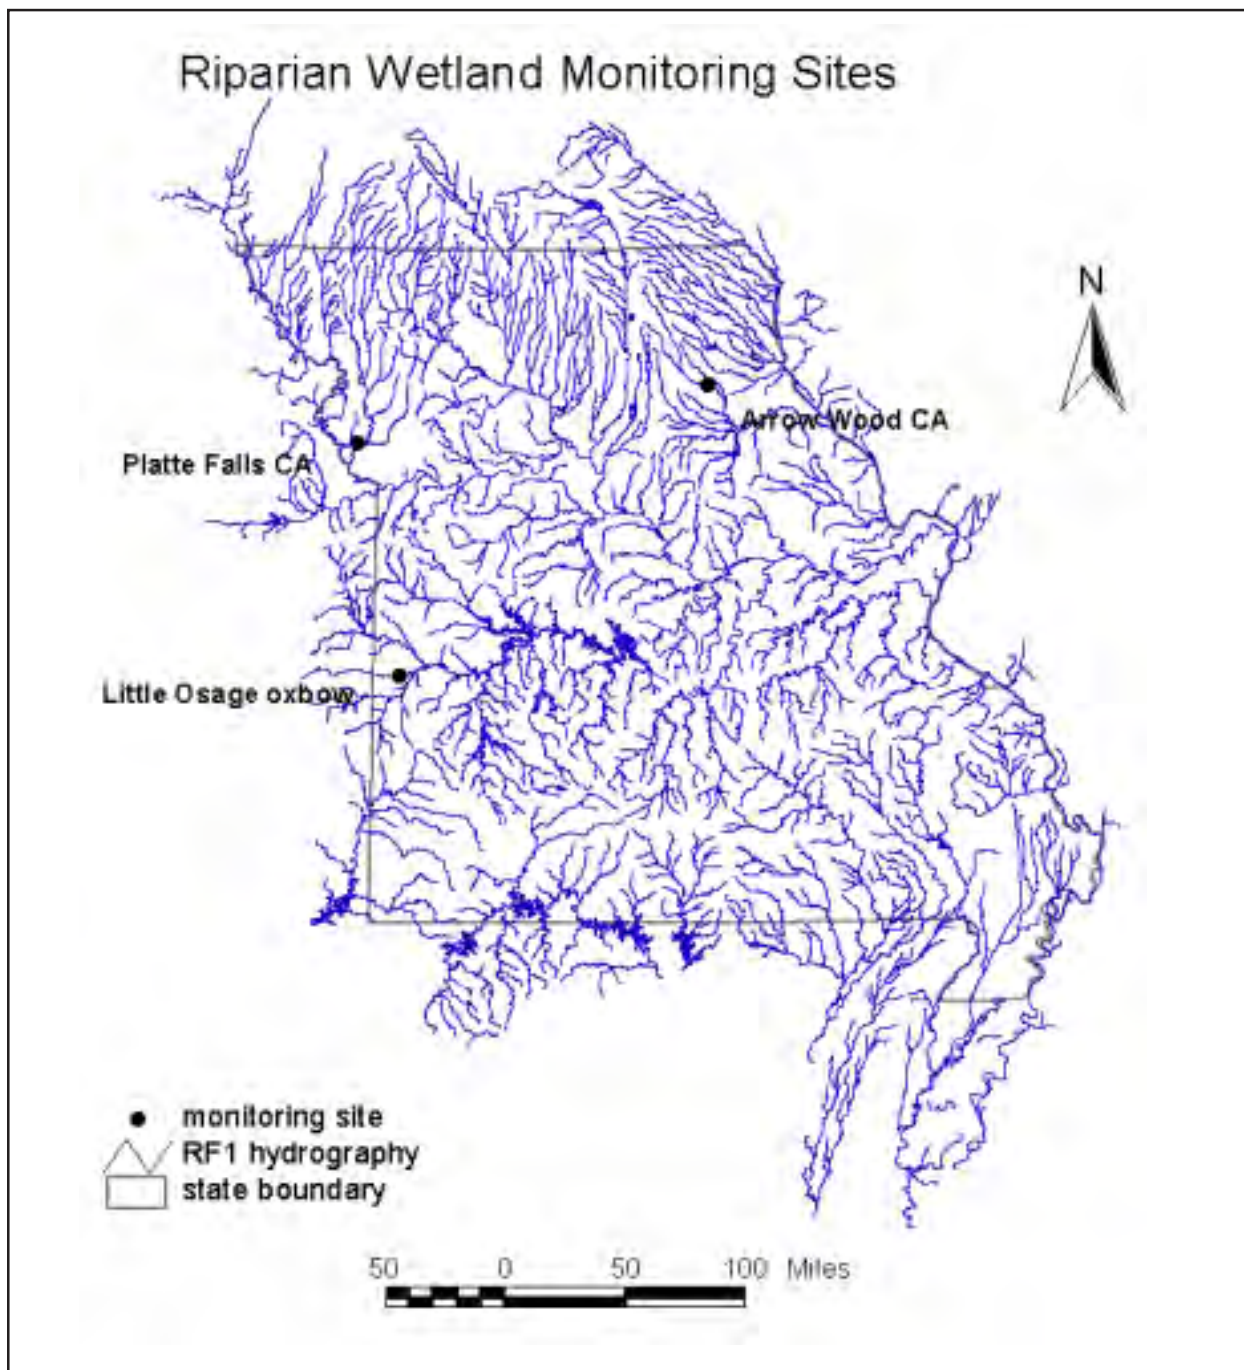 Riparian Wetland Monitoring Sites
N
Arrow Wood CA
Platte Falls CA
Little Osage oxbow
monitoring site
RF1 hydrography
state boundary
50 0 50 100 Miles